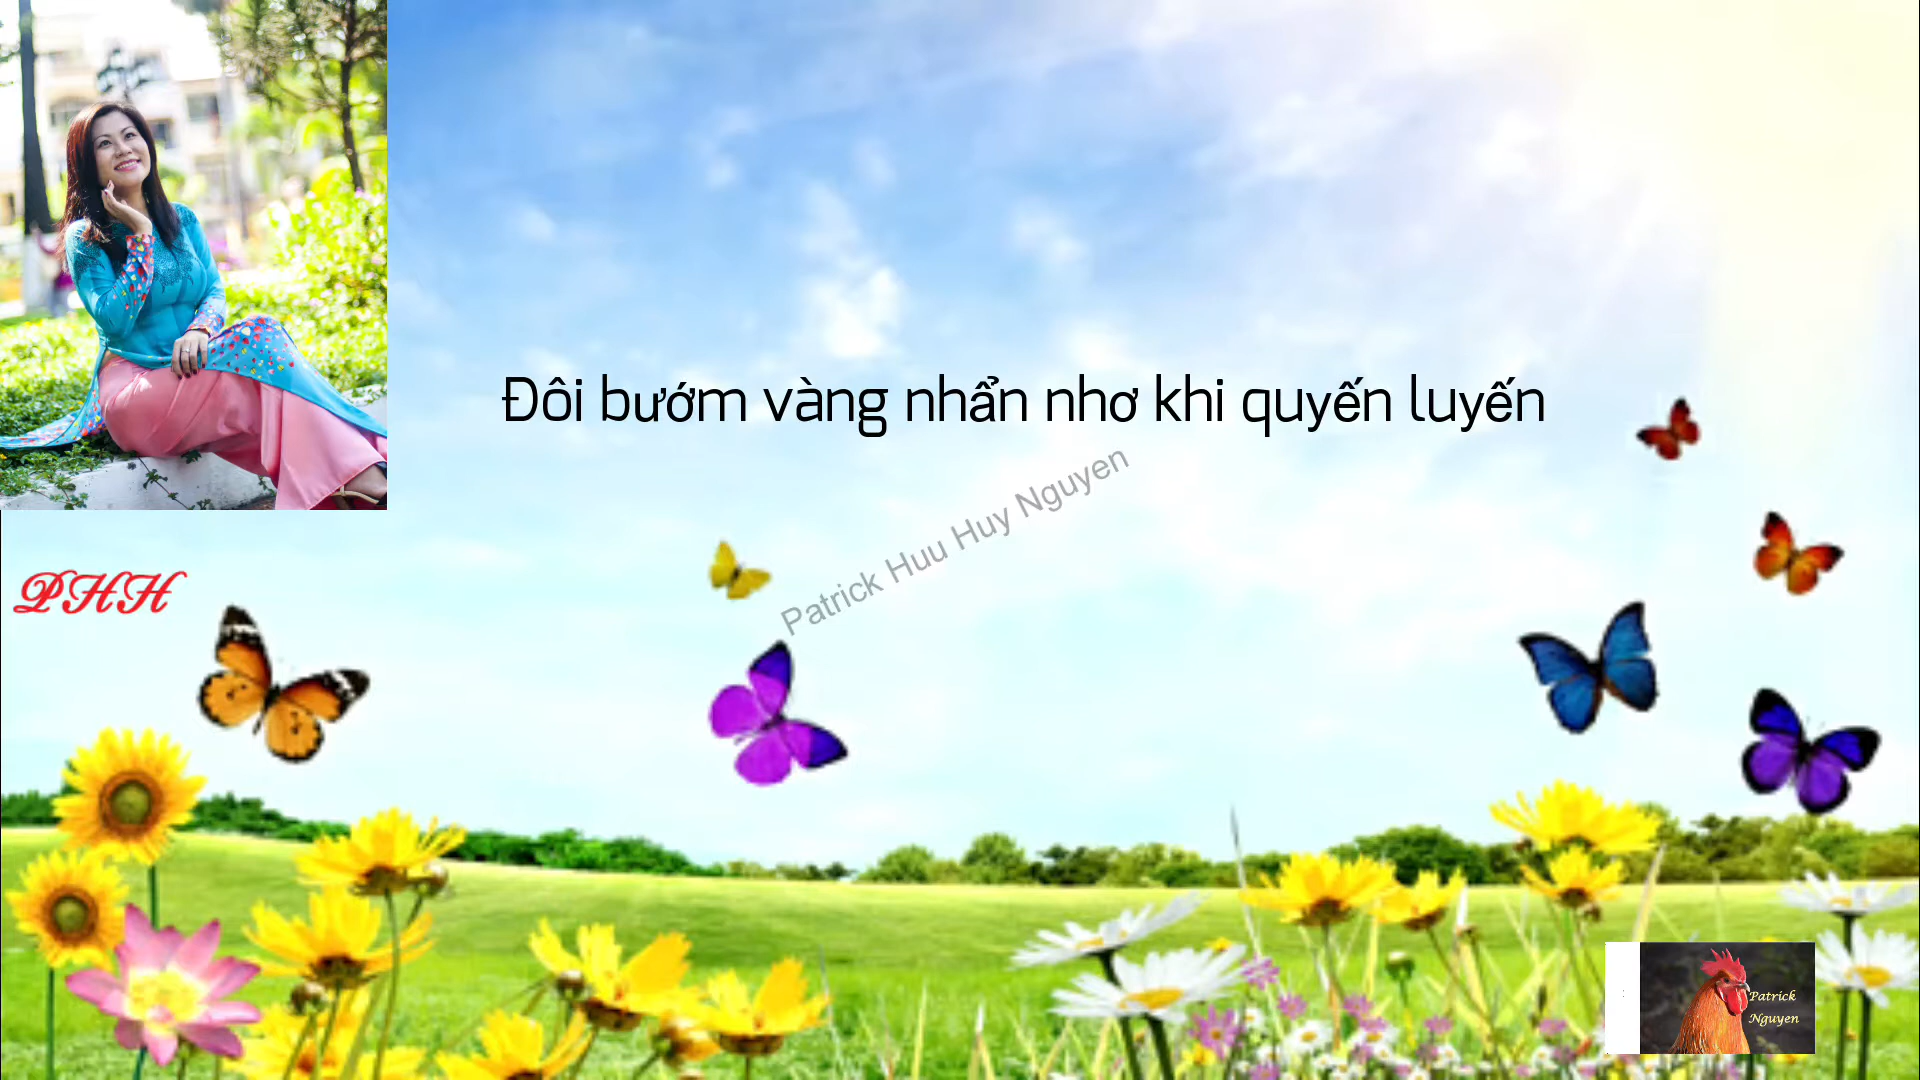 Đôi bướm vàng nhẩn nhơ khi quyến luyến
Patrick Huu Huy Nguyen
PHH
Patrick
Nguyen